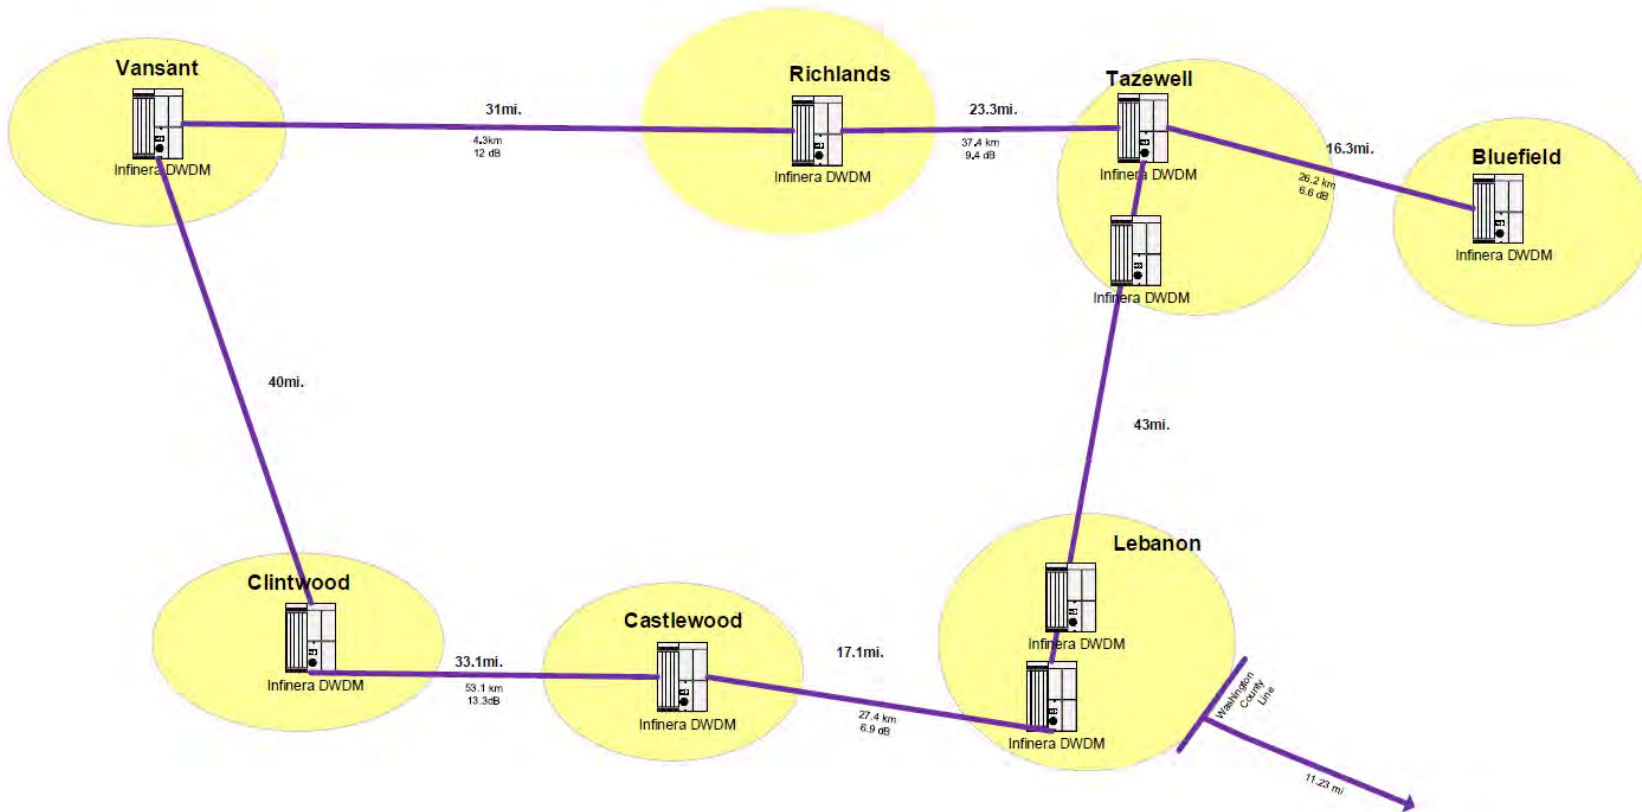 Vansant
Infinera DWDM
31mi.
4.3km
12 dB
Richlands
Infinera DWDM
23.3mi.
37.4 km
9.4 dB
Tazewell
Infinera DWDM
Infinera DWDM
16.3mi.
26.2 km
6.6 dB
Bluefield
Infinera DWDM
40mi.
43mi.
Clintwood
Infinera DWDM
33.1mi.
53.1 km
13.3dB
Castlewood
Infinera DWDM
17.1mi.
27.4 km
6.9 dB
Lebanon
Infinera DWDM
Infinera DWDM
Washington
County
Line
11.23 mi